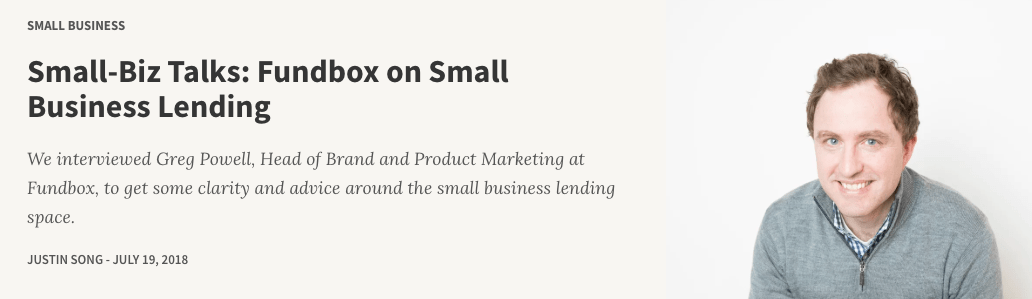 SMALL BUSINESS
Small-Biz Talks: Fundbox on Small
Business Lending
We interviewed Greg Powell, Head of Brand and Product Marketing at
Fundbox, to get some clarity and advice around the small business lending
space.
JUSTIN SONG - JULY 19, 2018